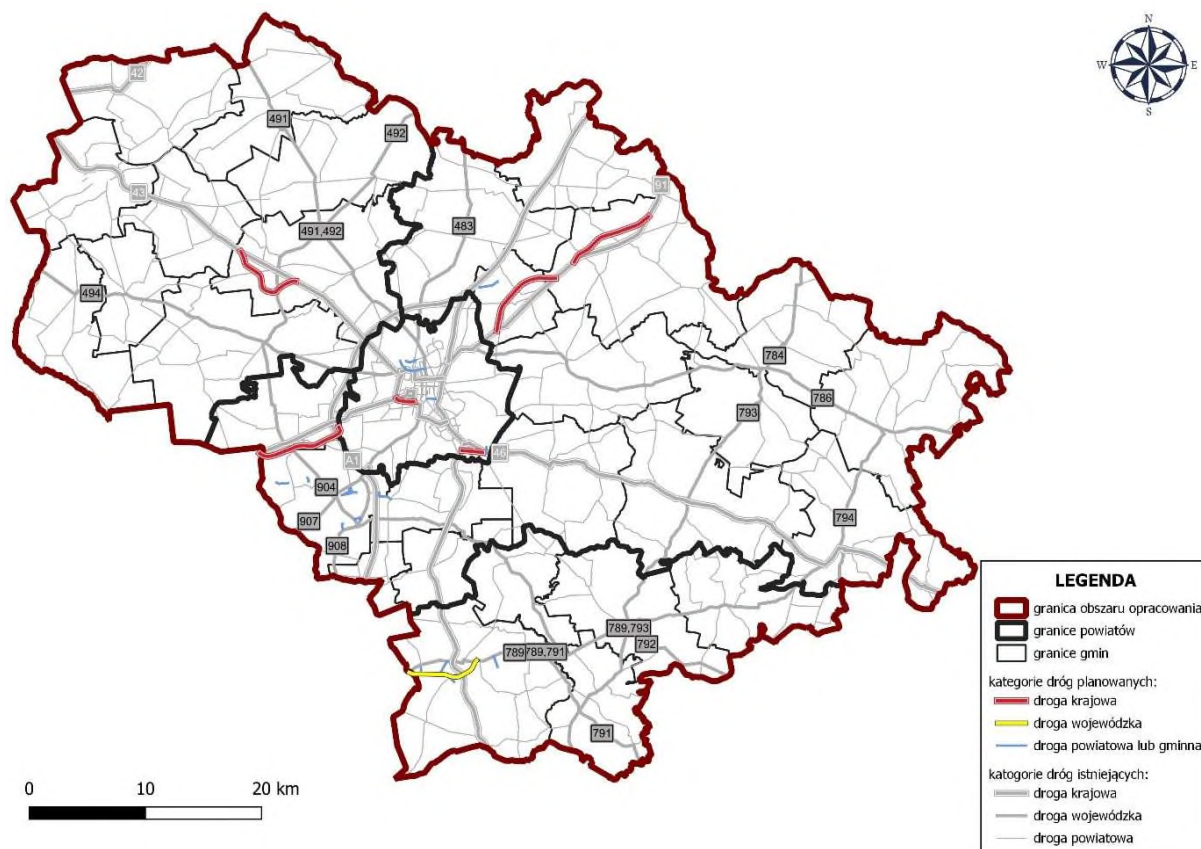 N
W
E
S
42
491
492
43
91
491,492
483
494
784
786
793
46
A1
904
907
908
794
789,793
792
789
789,791
791
0
10
20 km
LEGENDA
granica obszaru opracowania
granice powiatów
granice gmin
kategorie dróg planowanych:
droga krajowa
droga wojewódzka
droga powiatowa lub gminna
katogorie dróg istniejących:
droga krajowa
droga wojewódzka
droga powiatowa